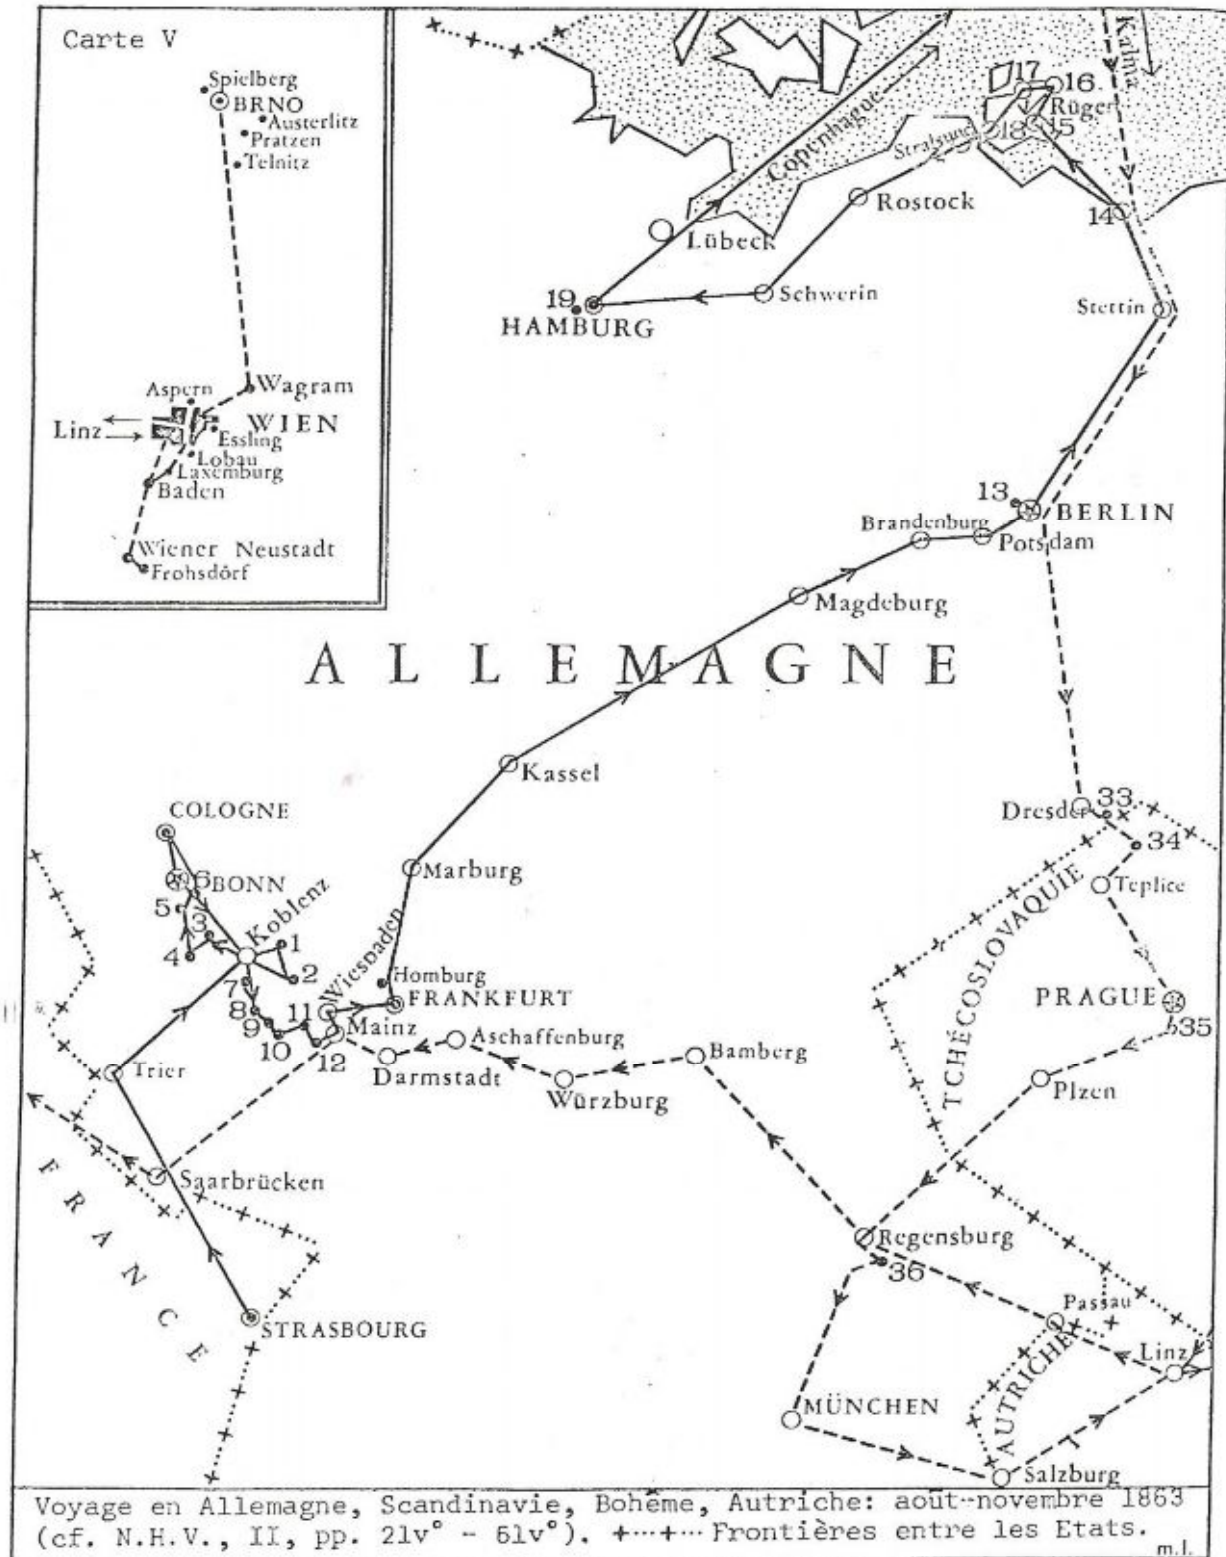 Carte V
Spielberg
BRNO
Austerlitz
Pratzen
Telnitz
Wagram
Aspern
WIEN
Linz
Essling
Lobau
Laxemburg
Baden
Wiener Neustadt
Frohsdörf
Copenhague
Kalmar
17
16
Rügen
15
18
Stralsund
Rostock
14
Lübeck
19
HAMBURG
Schwerin
Stettin
13
BERLIN
Brandenburg
Potsdam
Magdeburg
ALLEMAGNE
Kassel
COLOGNE
6
BONN
5
3
4
Koblenz
1
2
7
8
9
10
11
12
Wiesbaden
Mainz
Marburg
Homburg
FRANKFURT
Dresden
33
34
Teplice
TCHÉCOSLOVAQUIE
PRAGUE
35
Plzen
Trier
Darmstadt
Aschaffenburg
Würzburg
Bamberg
Saarbrücken
FRANCE
STRASBOURG
Regensburg
36
Passau
Linz
AUTRICHE
MÜNCHEN
Salzburg
Voyage en Allemagne, Scandinavie, Bohême, Autriche: août-novembre 1863
(cf. N.H.V., II, pp. 21v° - 61v°). +···+··· Frontières entre les Etats.
m.l.